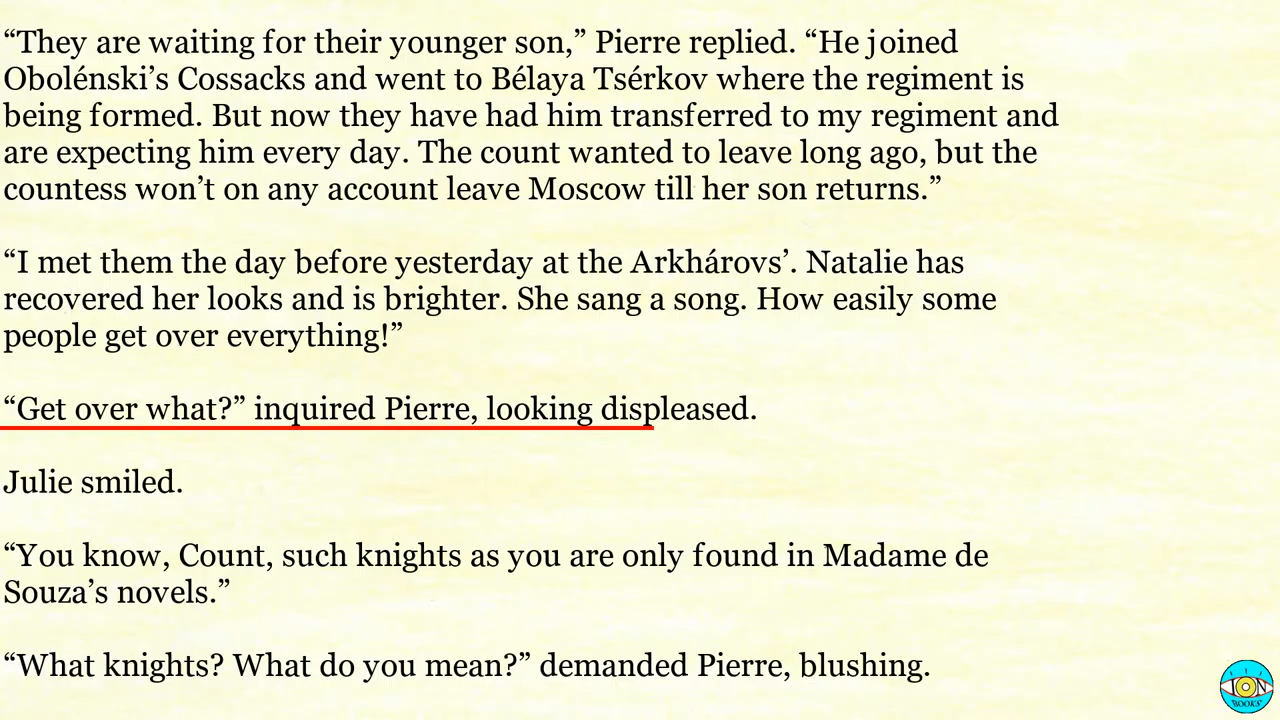 “They are waiting for their younger son,” Pierre replied. “He joined
Obolénski’s Cossacks and went to Bélaya Tsérkov where the regiment is
being formed. But now they have had him transferred to my regiment and
are expecting him every day. The count wanted to leave long ago, but the
countess won’t on any account leave Moscow till her son returns.”
“I met them the day before yesterday at the Arkhárovs’. Natalie has
recovered her looks and is brighter. She sang a song. How easily some
people get over everything!”
“Get over what?” inquired Pierre, looking displeased.
Julie smiled.
“You know, Count, such knights as you are only found in Madame de
Souza’s novels.”
“What knights? What do you mean?” demanded Pierre, blushing.
ION
BOOKS